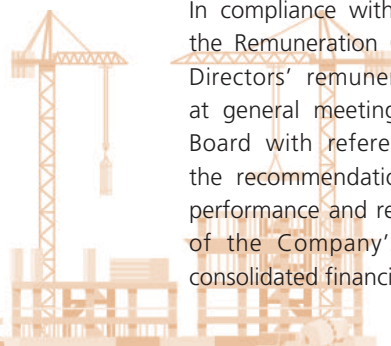 In compliance with
the Remuneration
Directors' remuner
at general meeting
Board with refere
the recommendatio
performance and re
of the Company'
consolidated financi